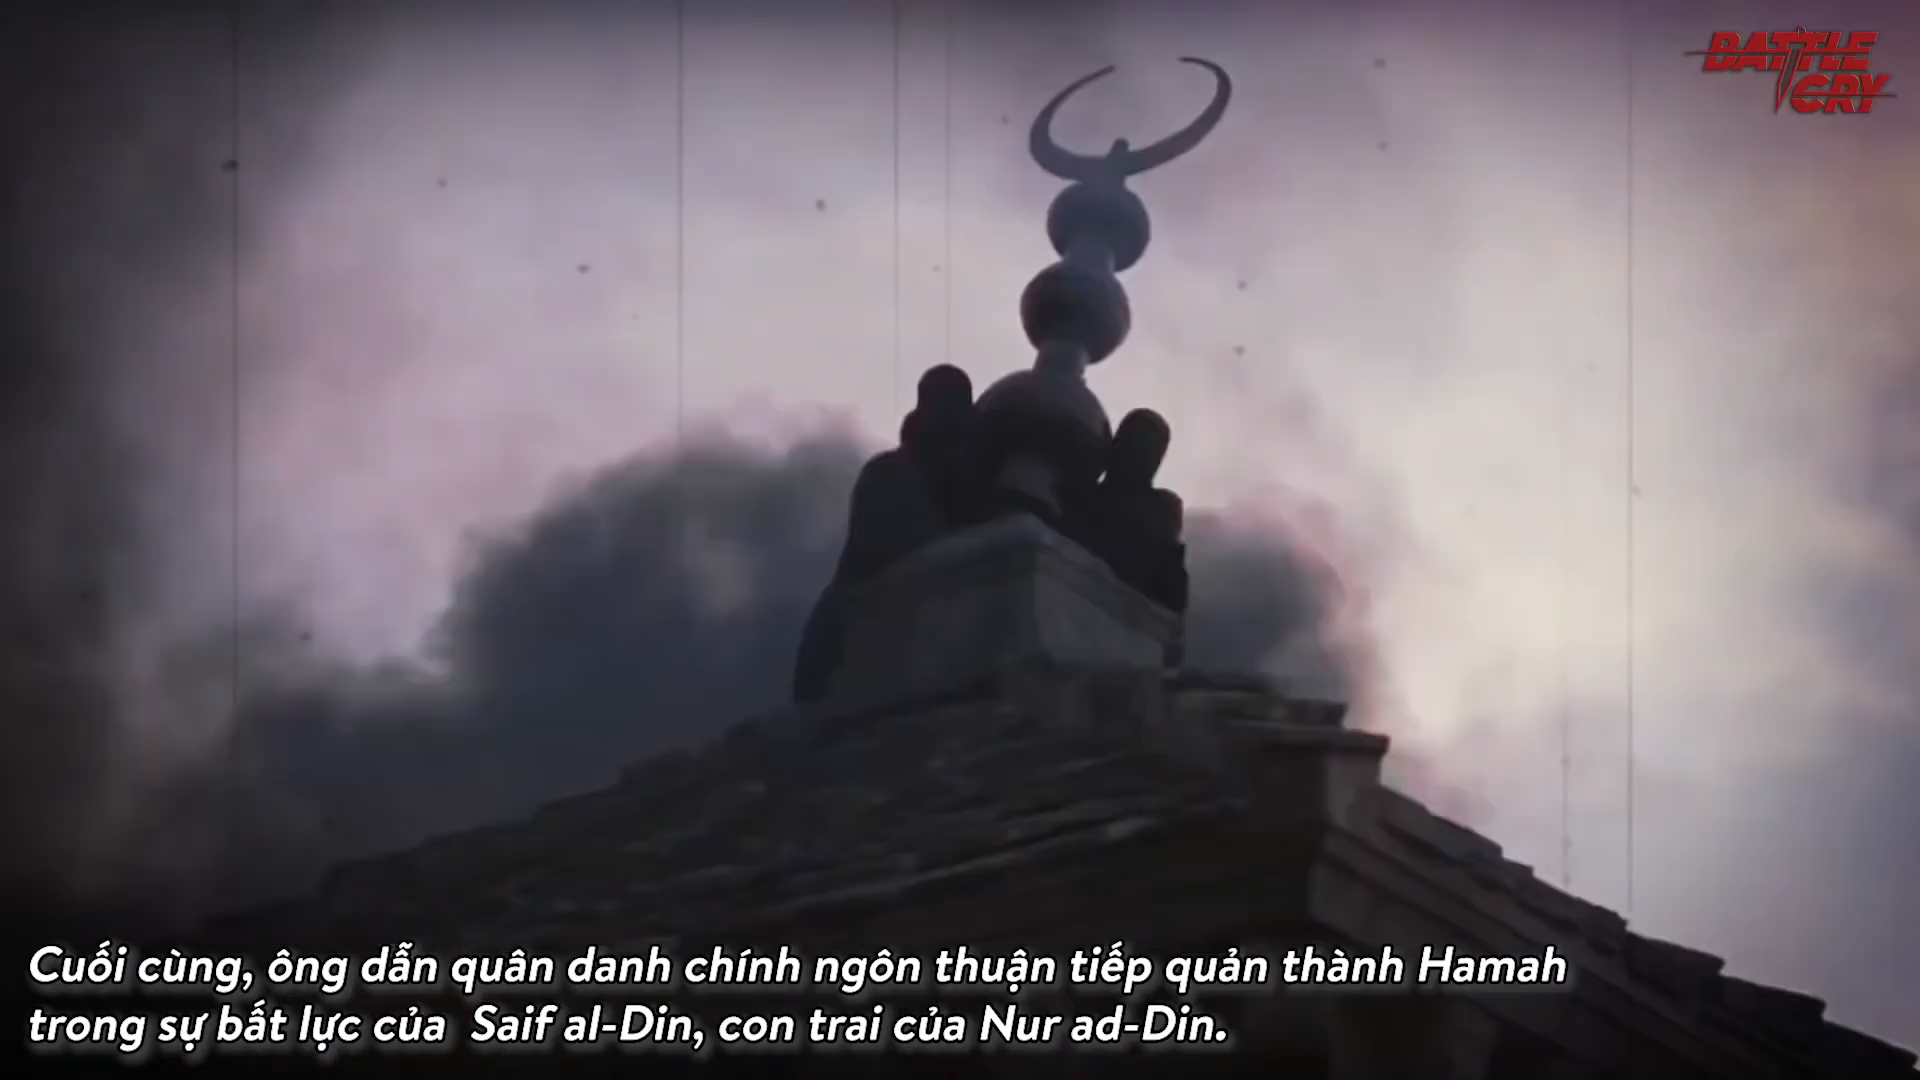 BATTLE
CRY
Cuối cùng, ông dẫn quân danh chính ngôn thuận tiếp quản thành Hamah
trong sự bất lực của  Saif al-Din, con trai của Nur ad-Din.